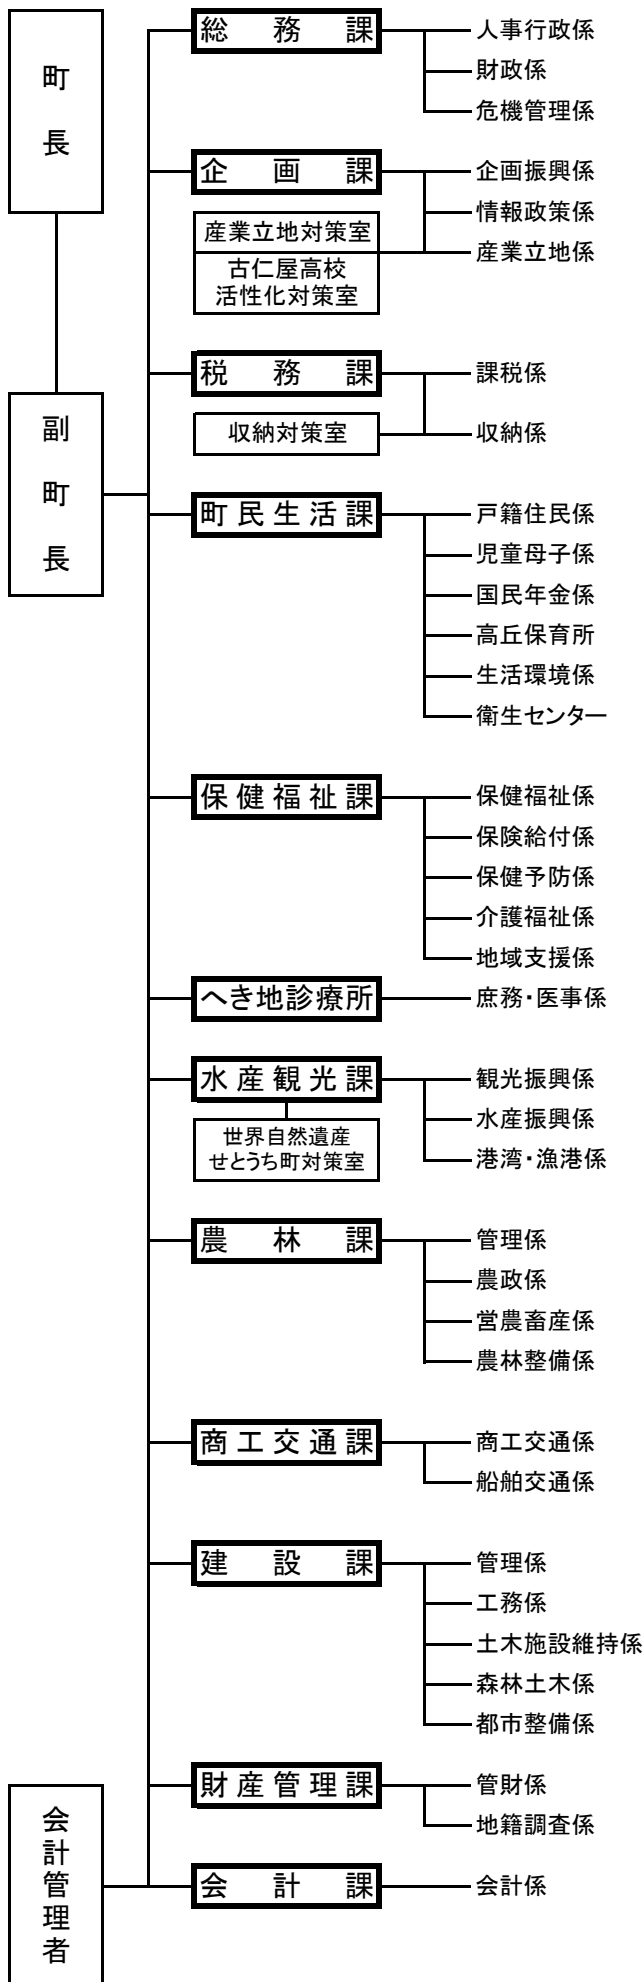 町長
総務課
人事行政係
財政係
危機管理係
企画課
企画振興係
情報政策係
産業立地対策室
産業立地係
古仁屋高校
活性化対策室
税務課
課税係
収納対策室
収納係
副町長
町民生活課
戸籍住民係
児童母子係
国民年金係
高丘保育所
生活環境係
衛生センター
保健福祉課
保健福祉係
保険給付係
保健予防係
介護福祉係
地域支援係
へき地診療所
庶務・医事係
水産観光課
観光振興係
世界自然遺産
せとうち町対策室
水産振興係
港湾・漁港係
農林課
管理係
農政係
営農畜産係
農林整備係
商工交通課
商工交通係
船舶交通係
建設課
管理係
工務係
土木施設維持係
森林土木係
都市整備係
財産管理課
管財係
地籍調査係
会計管理者
会計課
会計係